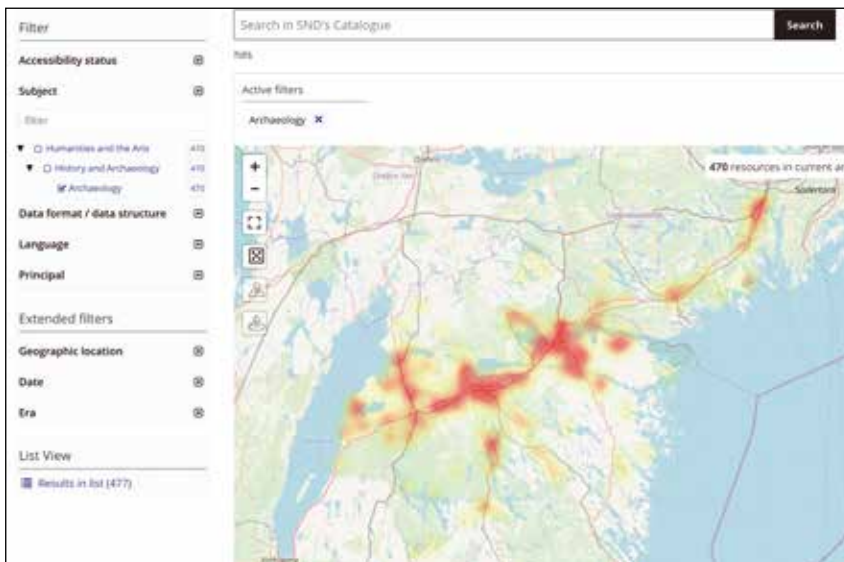 Filter
Accessibility status
Subject
filter
Humanities and the Arts 470
History and Archaeology 470
Archaeology 470
Data format / data structure
Language
Principal
Extended filters
Geographic location
Date
Era
List View
Results in list (477)
Search in SND's Catalogue
Search
hits
Active filters
Archaeology ×
+
−
470 resources in current ar